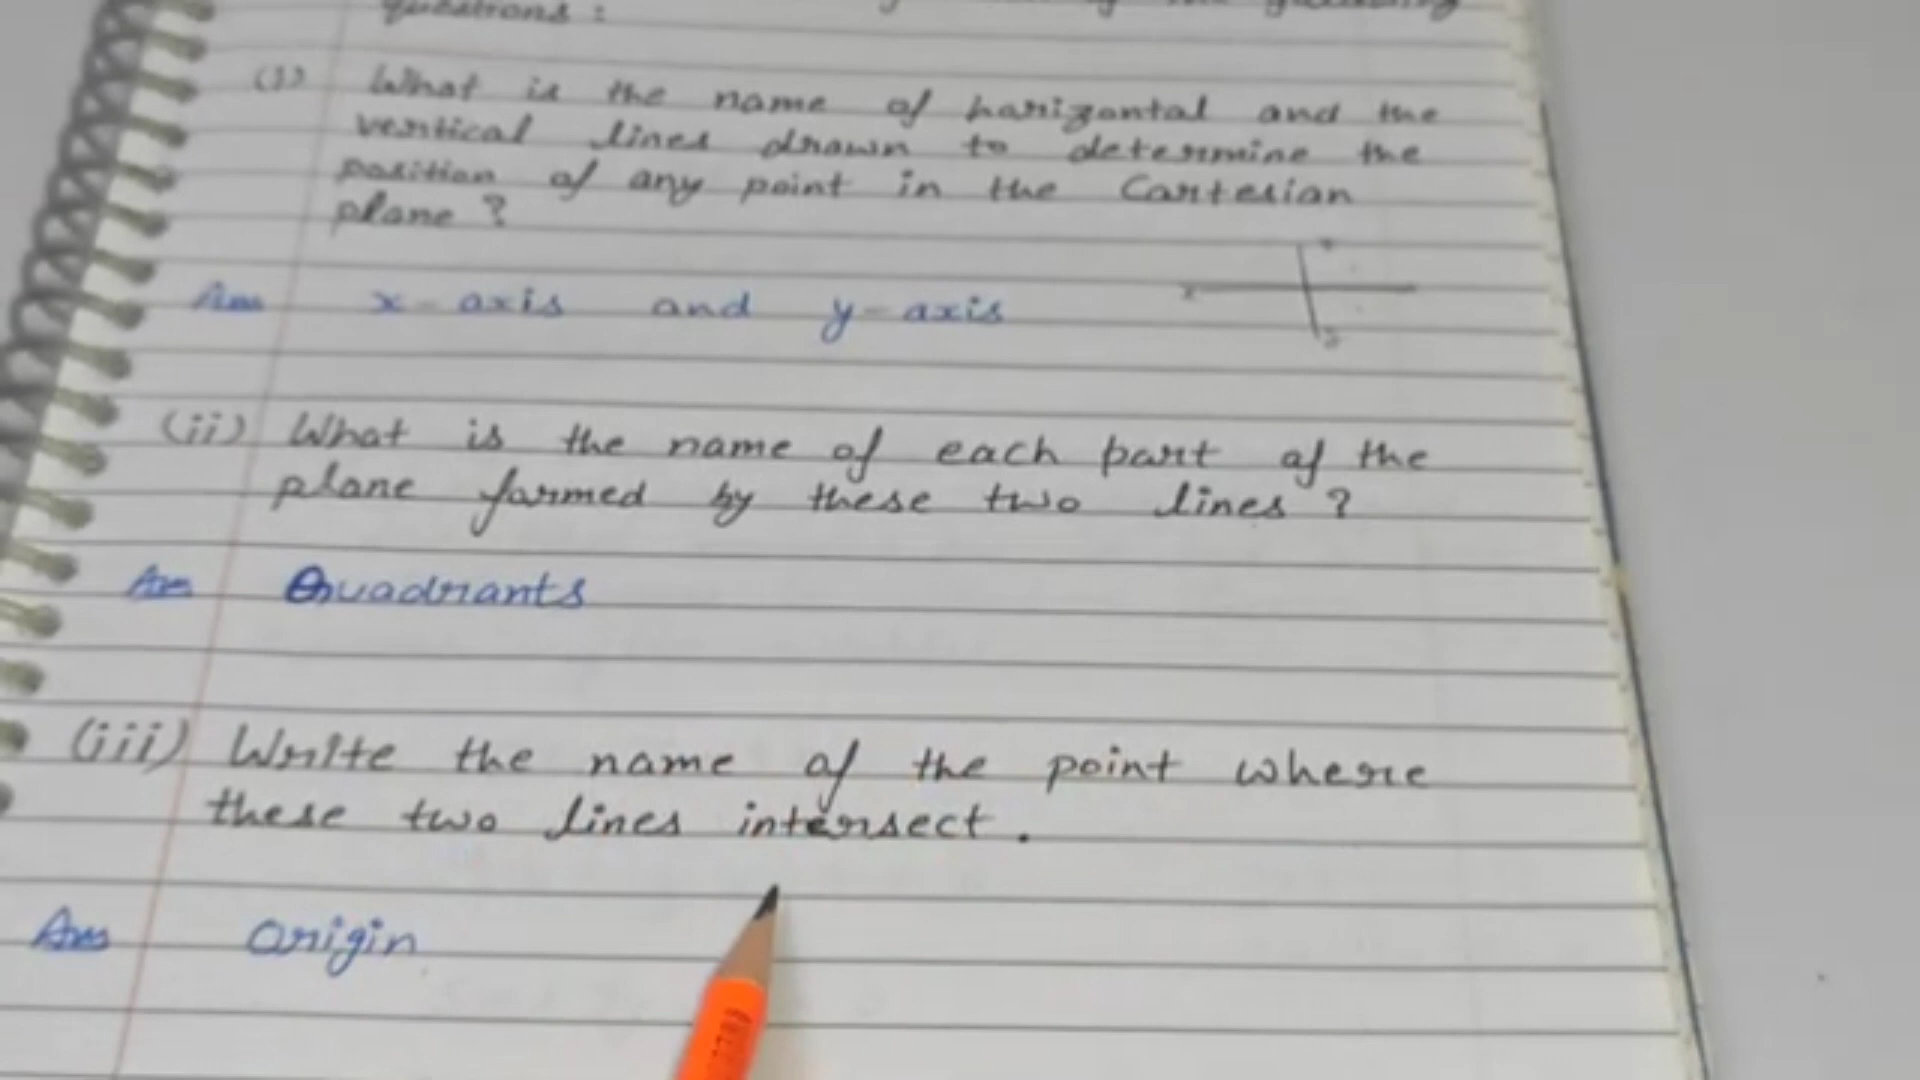 questions :
(i) What is the name of horizontal and the
vertical lines drawn to determine the
position of any point in the Cartesian
plane ?
Ans x-axis and y-axis
(ii) What is the name of each part of the
plane formed by these two lines ?
Ans Quadrants
(iii) Write the name of the point where
these two lines intersect .
Ans origin